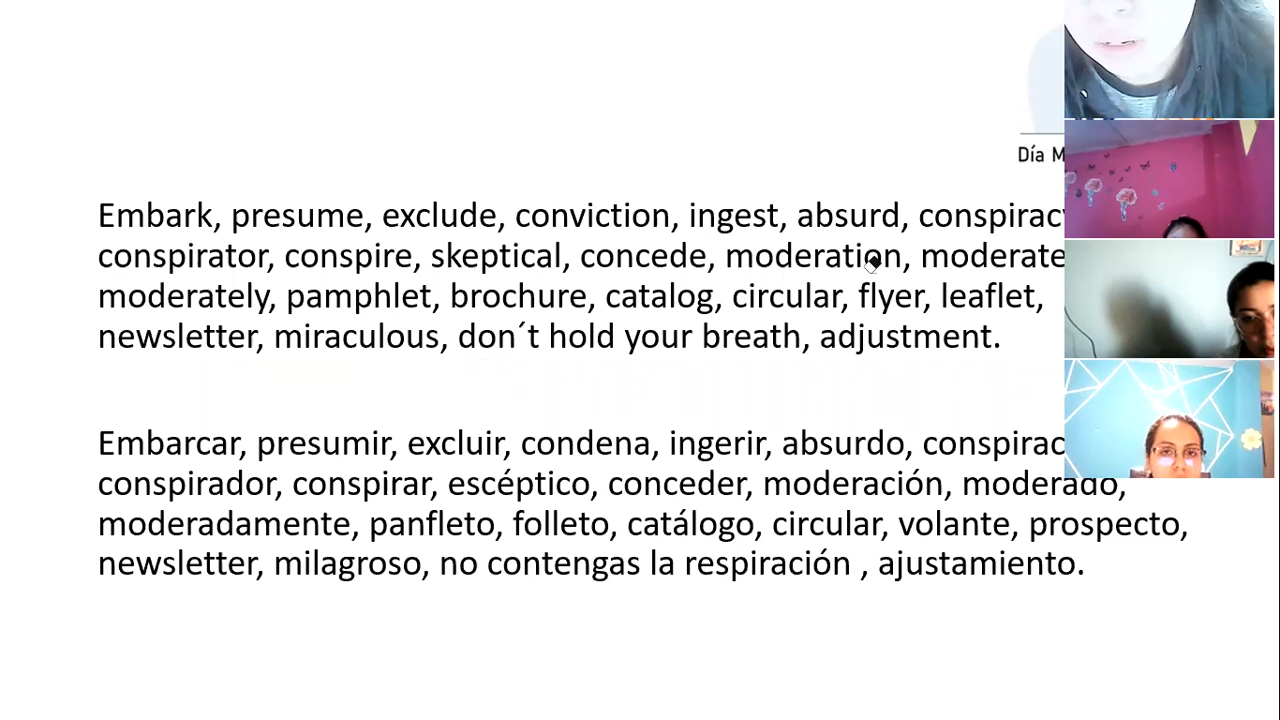 Día
Embark, presume, exclude, conviction, ingest, absurd,
conspirator, conspire, skeptical, concede, moderation, moderate
moderately, pamphlet, brochure, catalog, circular, flyer, leaflet,
newsletter, miraculous, don´t hold your breath, adjustment.
Embarcar, presumir, excluir, condena, ingerir, absurdo,
conspirador, conspirar, escéptico, conceder, moderación, moderado,
moderadamente, panfleto, folleto, catálogo, circular, volante, prospecto,
newsletter, milagroso, no contengas la respiración , ajustamiento.